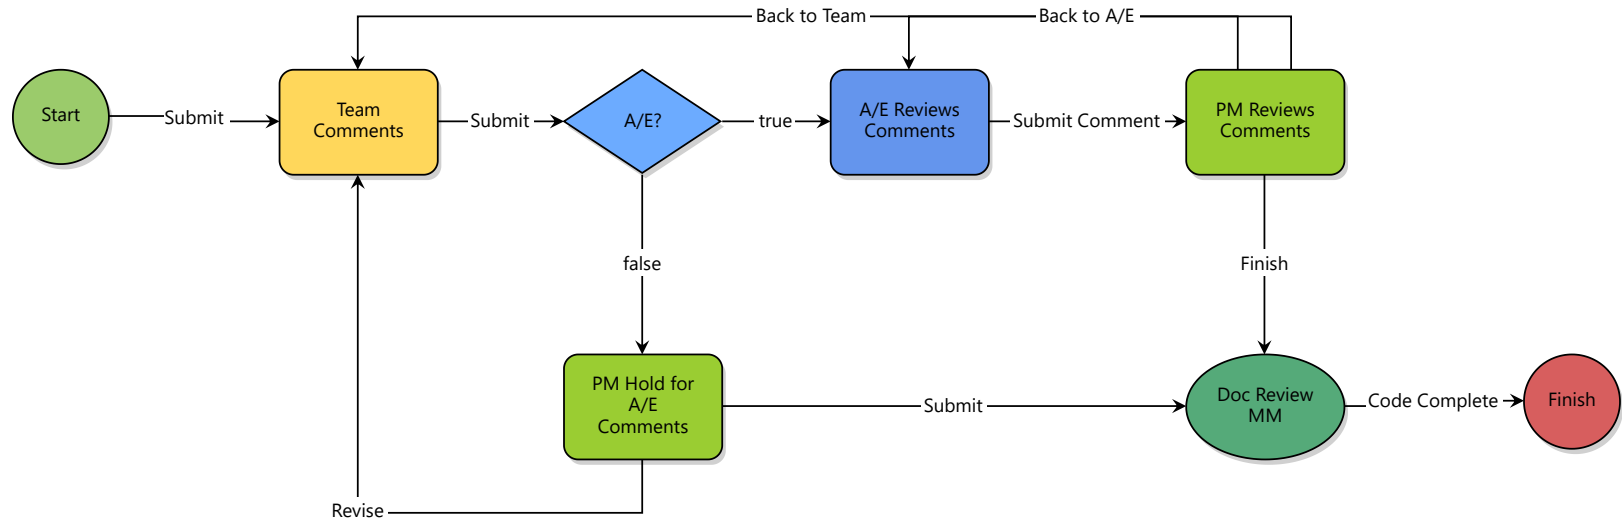 Back to Team
Back to A/E
Start
Submit
Team
Comments
Submit
A/E?
true
A/E Reviews
Comments
Submit Comment
PM Reviews
Comments
false
Finish
PM Hold for
A/E
Comments
Submit
Doc Review
MM
Code Complete
Finish
Revise